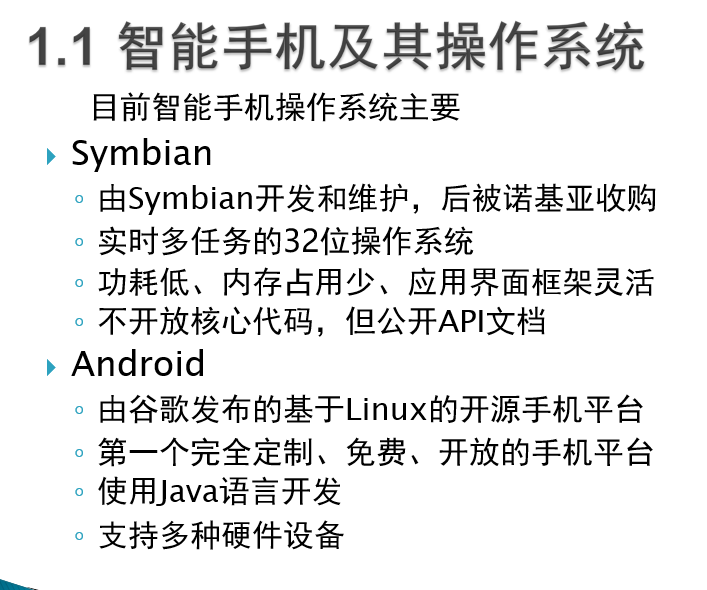 1.1 智能手机及其操作系统
目前智能手机操作系统主要
Symbian
由Symbian开发和维护，后被诺基亚收购
实时多任务的32位操作系统
功耗低、内存占用少、应用界面框架灵活
不开放核心代码，但公开API文档
Android
由谷歌发布的基于Linux的开源手机平台
第一个完全定制、免费、开放的手机平台
使用Java语言开发
支持多种硬件设备